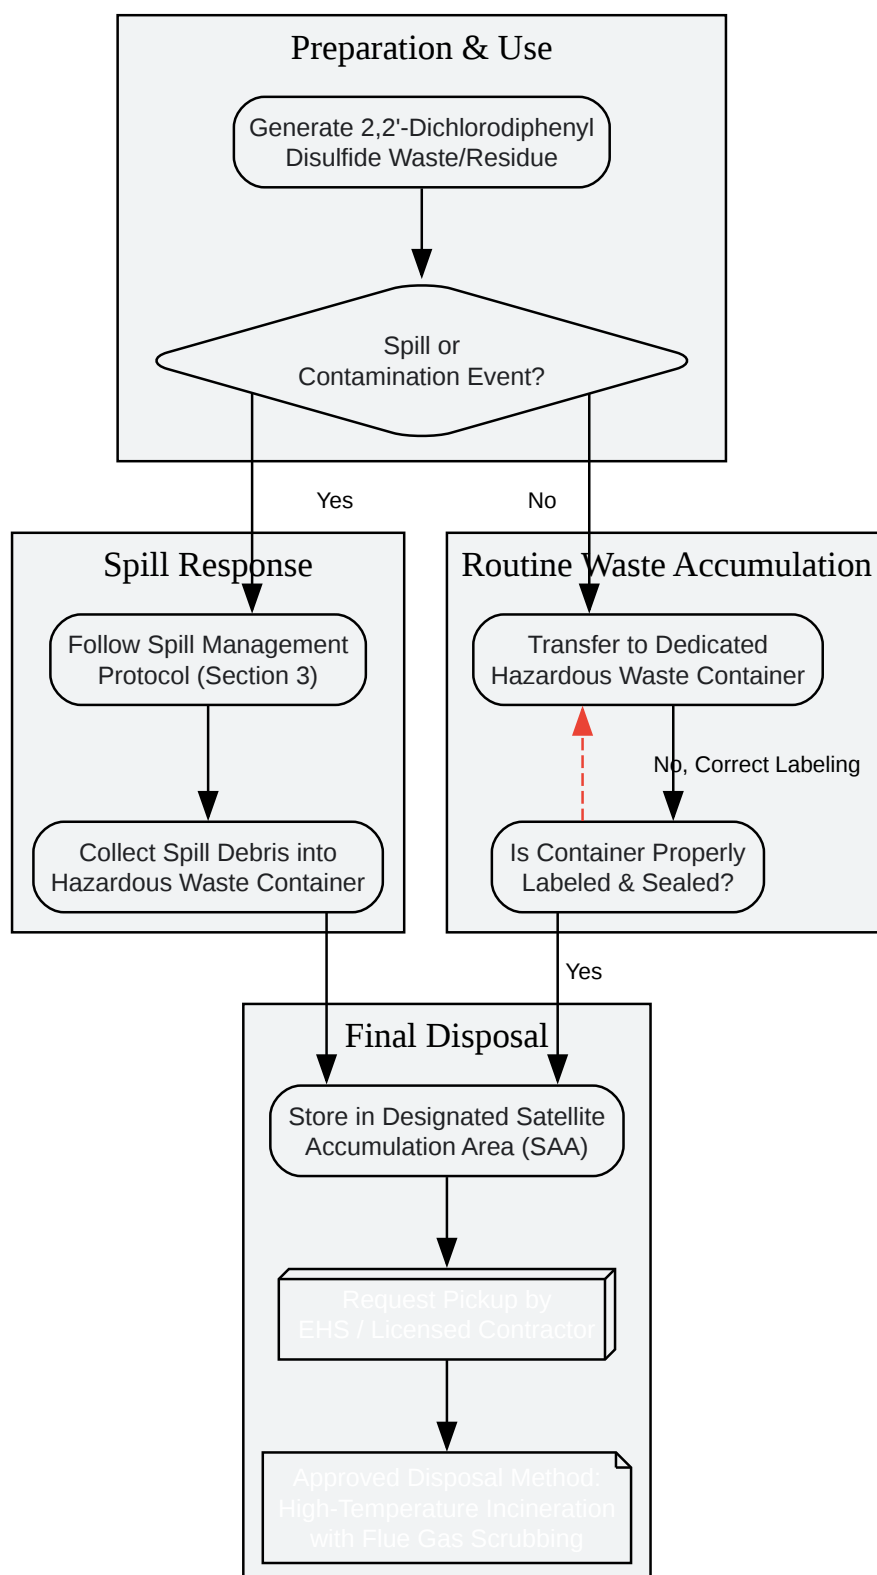 Preparation & Use
Generate 2,2'-Dichlorodiphenyl
Disulfide Waste/Residue
Spill or
Contamination Event?
Yes
No
Spill Response
Follow Spill Management
Protocol (Section 3)
Collect Spill Debris into
Hazardous Waste Container
Routine Waste Accumulation
Transfer to Dedicated
Hazardous Waste Container
No, Correct Labeling
Is Container Properly
Labeled & Sealed?
Yes
Final Disposal
Store in Designated Satellite
Accumulation Area (SAA)
Request Pickup by
EHS / Licensed Contractor
Approved Disposal Method:
High-Temperature Incineration
with Flue Gas Scrubbing